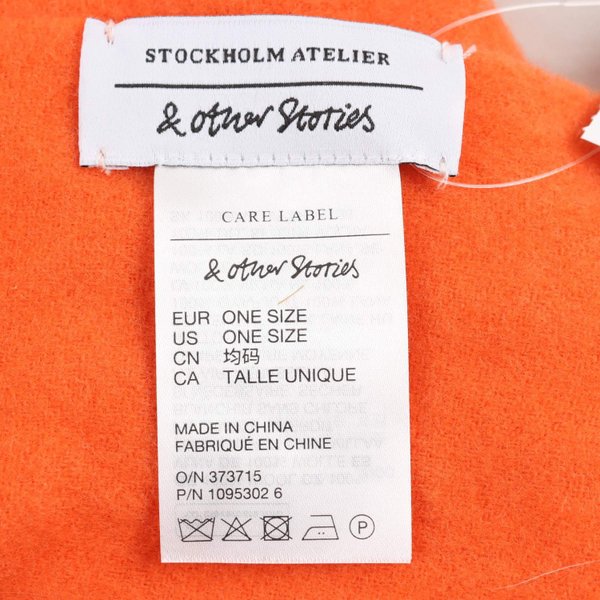 STOCKHOLM ATELIER
& Other Stories
CARE LABEL
& Other Stories
EUR ONE SIZE
US ONE SIZE
CN 均码
CA TALLE UNIQUE
MADE IN CHINA
FABRIQUÉ EN CHINE
O/N 373715
P/N 1095302 6
P